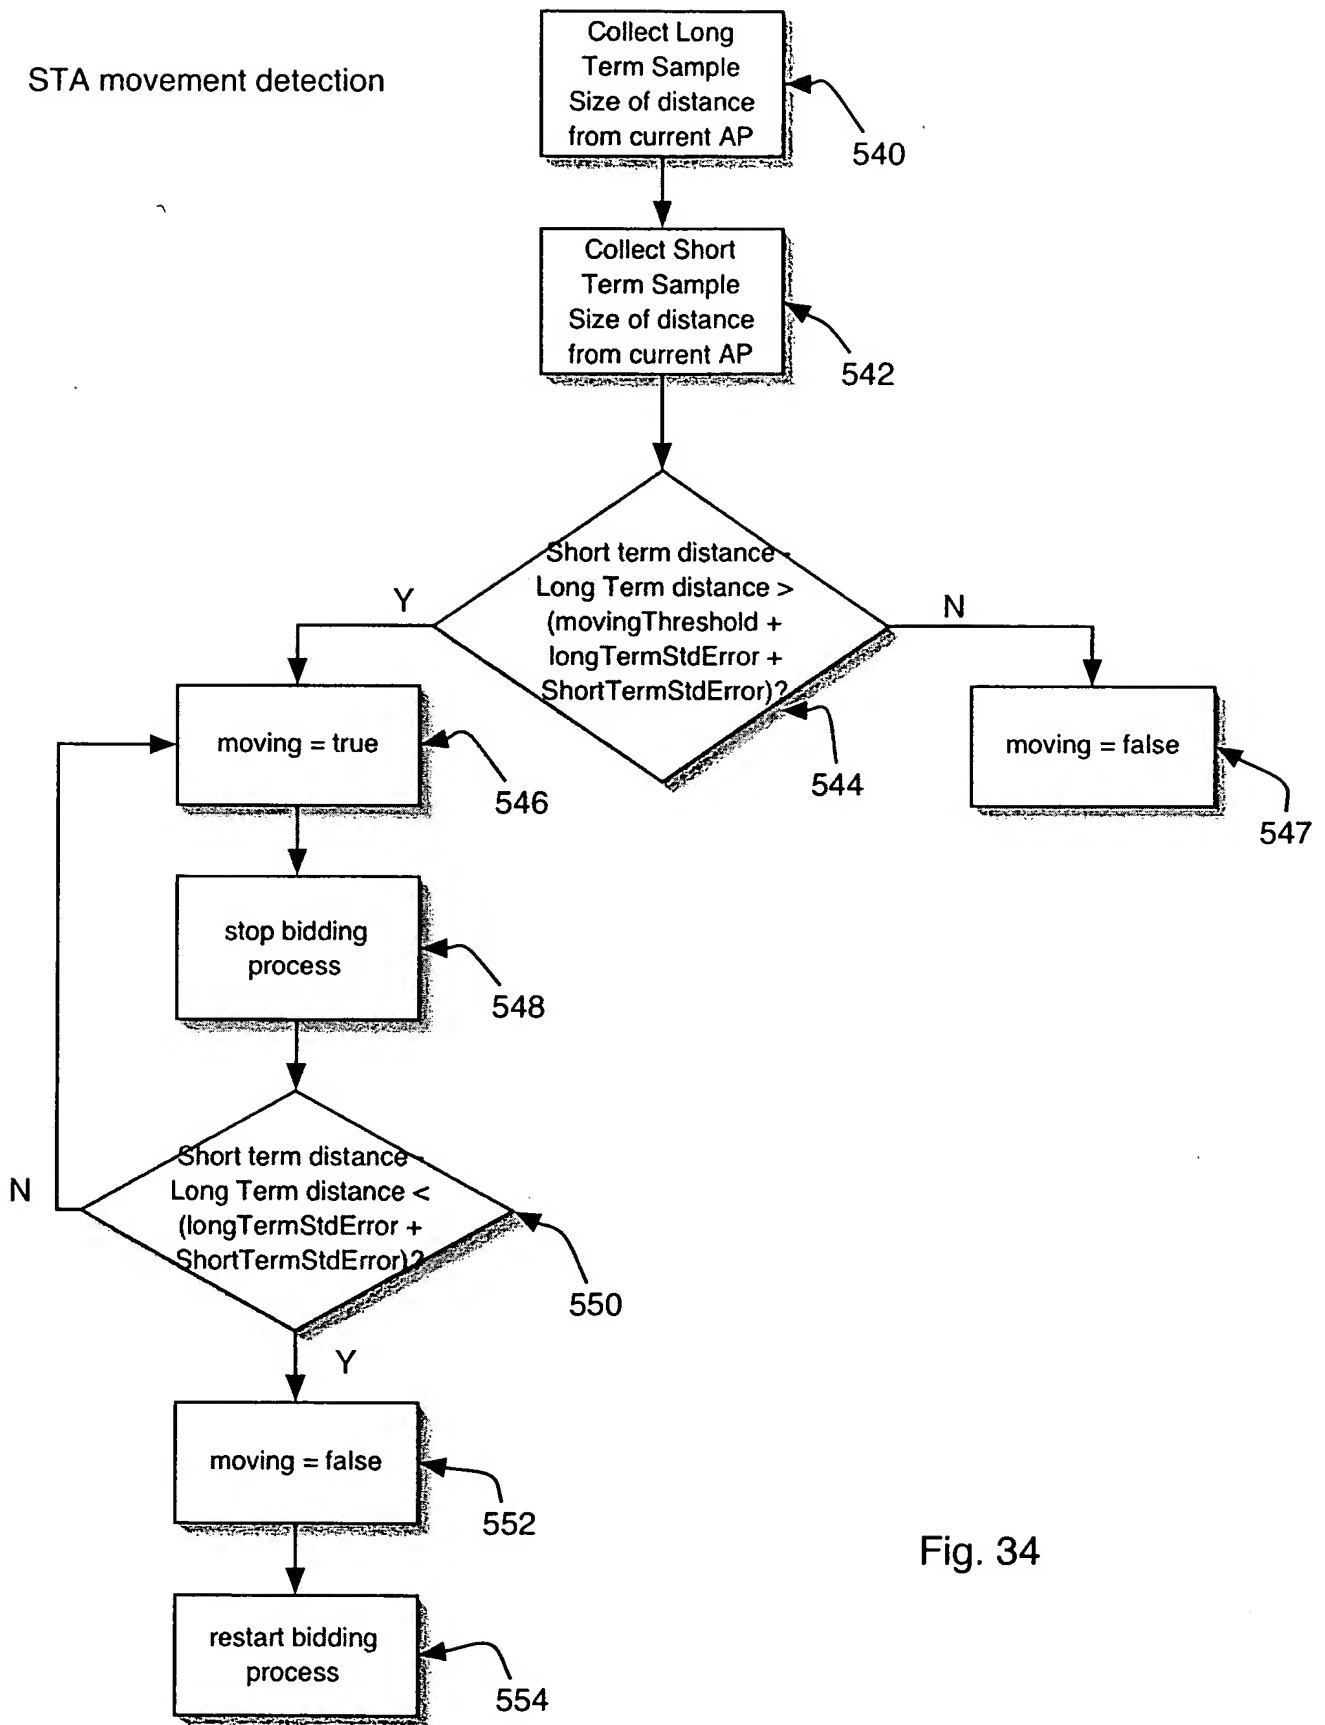 Collect Long
Term Sample
Size of distance
from current AP
STA movement detection
540
Collect Short
Term Sample
Size of distance
from current AP
542
Short term distance -
Long Term distance >
(movingThreshold +
longTermStdError +
ShortTermStdError)?
Y
N
544
moving = true
546
moving = false
547
stop bidding
process
548
Short term distance -
Long Term distance <
(longTermStdError +
ShortTermStdError)?
N
550
Y
moving = false
552
Fig. 34
restart bidding
process
554